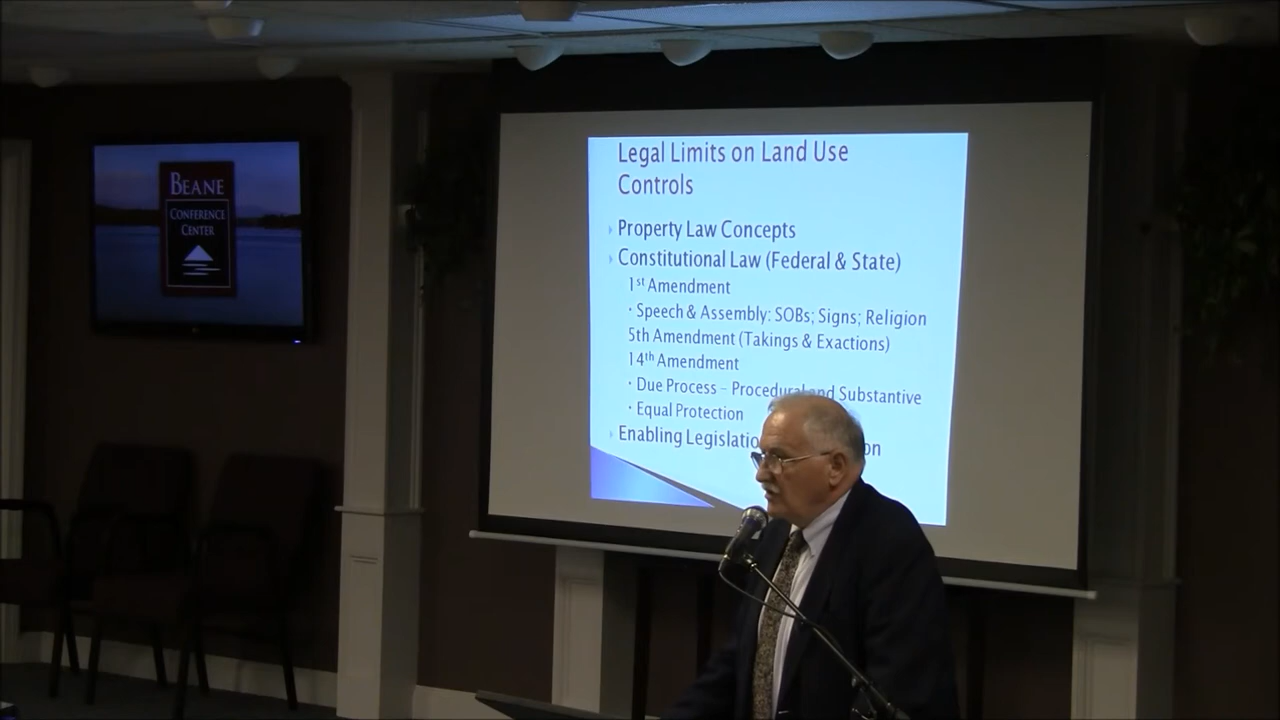 BEANE
CONFERENCE
CENTER
Legal Limits on Land Use
Controls
Property Law Concepts
Constitutional Law (Federal & State)
1st Amendment
· Speech & Assembly: SOBs; Signs; Religion
5th Amendment (Takings & Exactions)
14th Amendment
· Due Process – Procedural and Substantive
· Equal Protection
Enabling